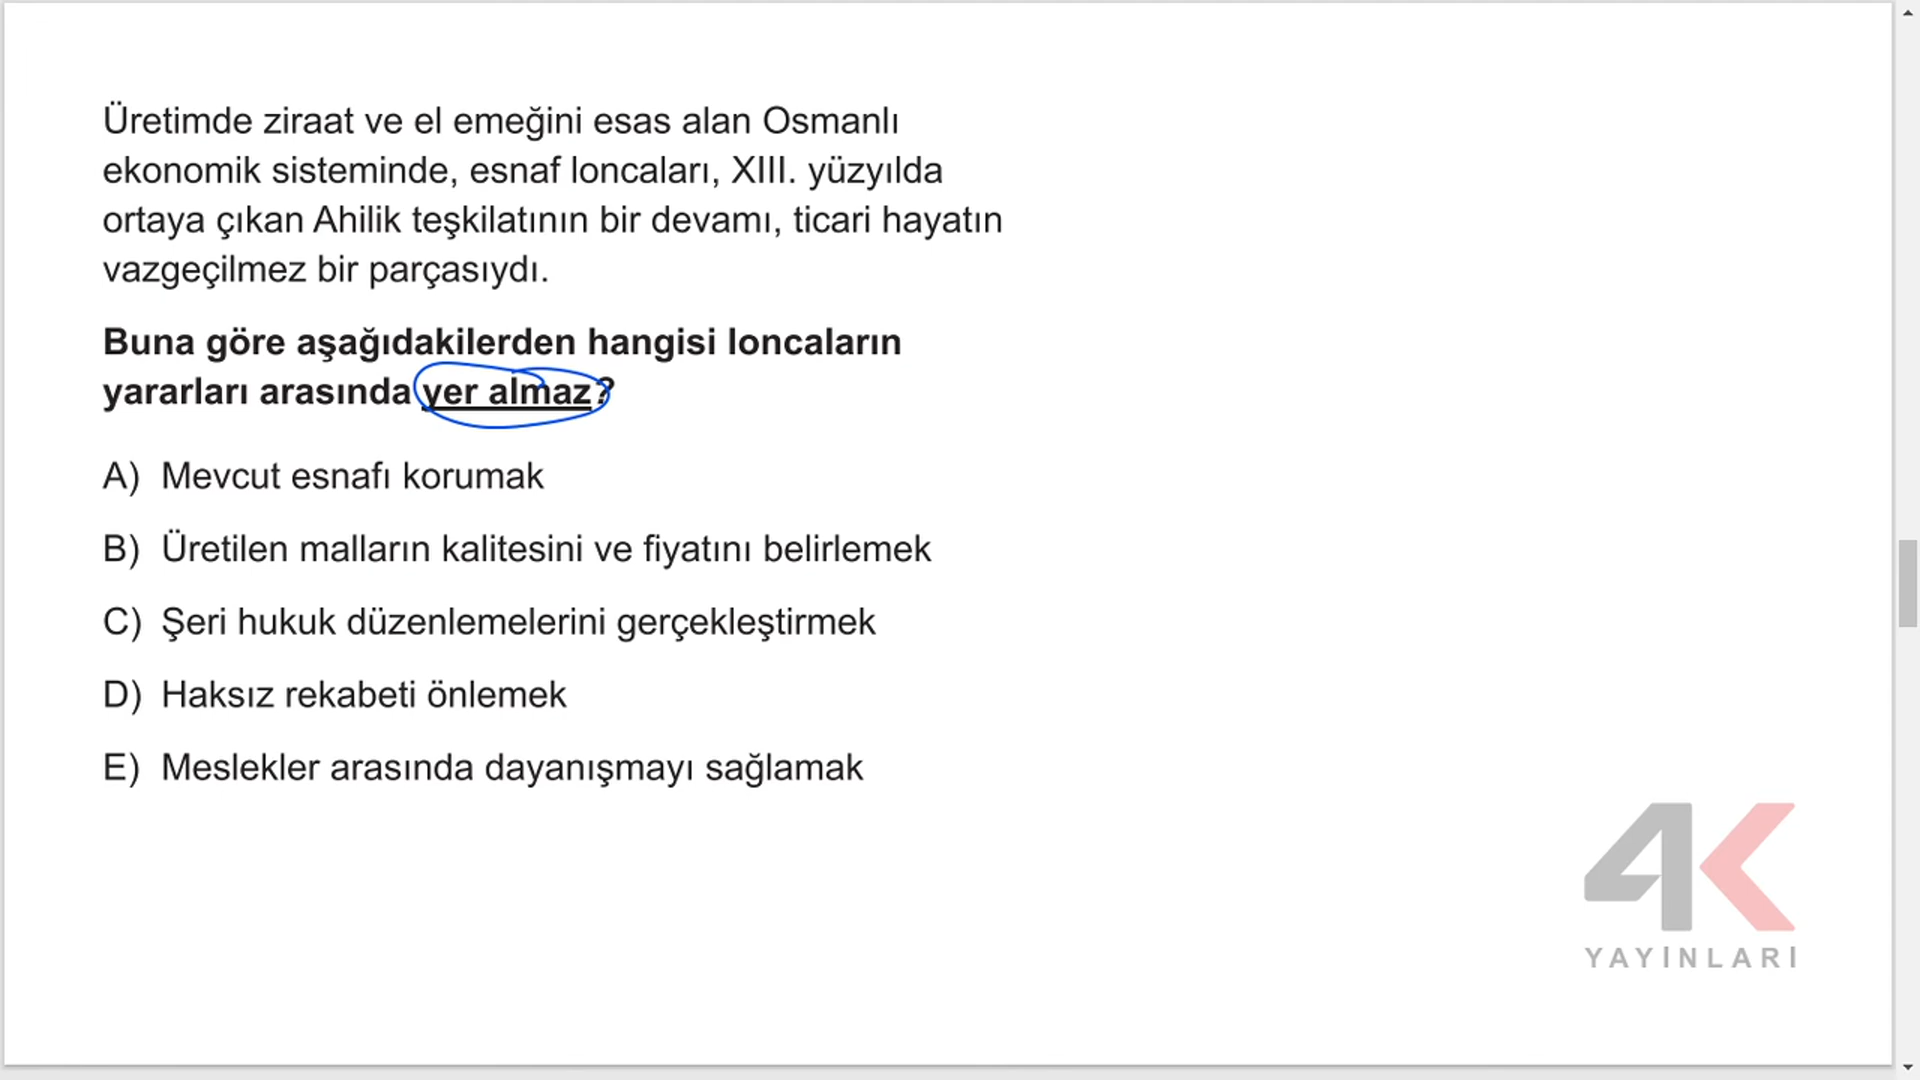 Üretimde ziraat ve el emeğini esas alan Osmanlı
ekonomik sisteminde, esnaf loncaları, XIII. yüzyılda
ortaya çıkan Ahilik teşkilatının bir devamı, ticari hayatın
vazgeçilmez bir parçasıydı.
Buna göre aşağıdakilerden hangisi loncaların
yararları arasında yer almaz?
A) Mevcut esnafı korumak
B) Üretilen malların kalitesini ve fiyatını belirlemek
C) Şeri hukuk düzenlemelerini gerçekleştirmek
D) Haksız rekabeti önlemek
E) Meslekler arasında dayanışmayı sağlamak
4K
YAYİNLARI